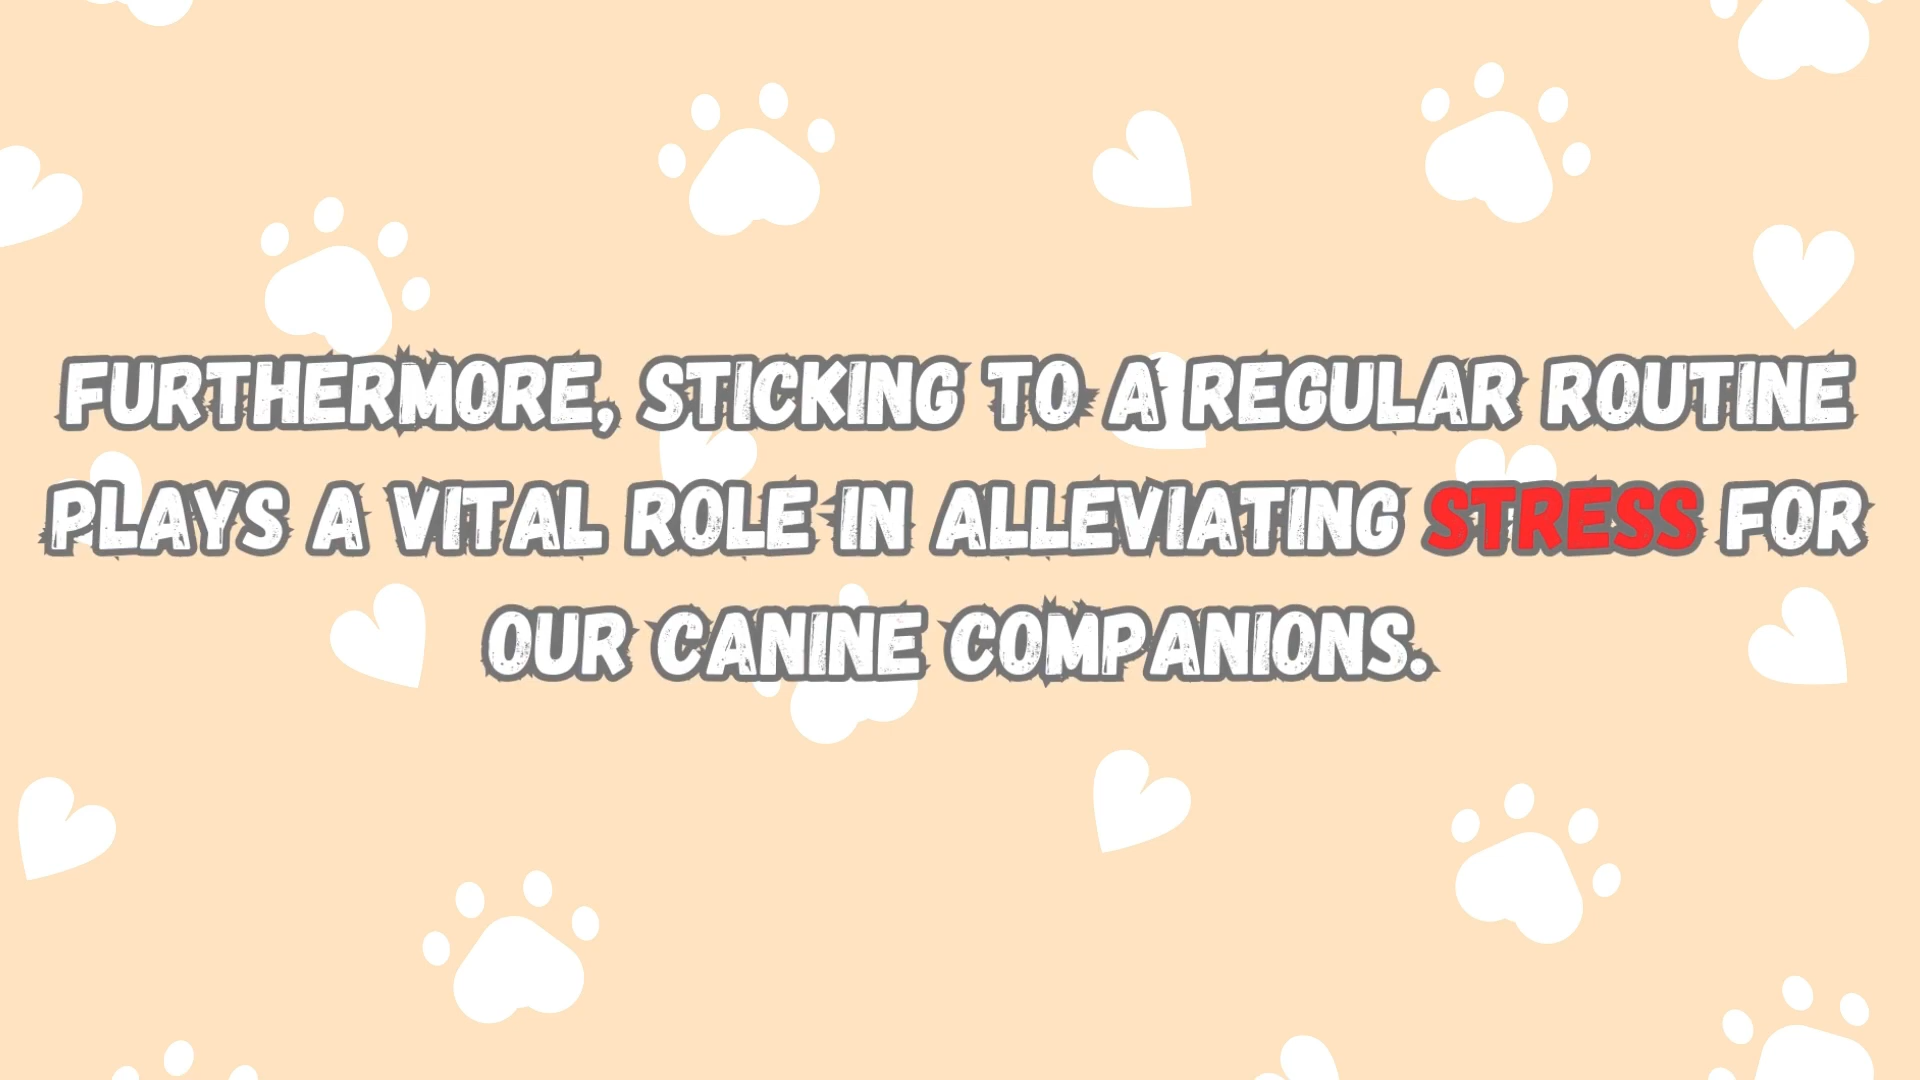 FURTHERMORE, STICKING TO A REGULAR ROUTINE
PLAYS A VITAL ROLE IN ALLEVIATING STRESS FOR
OUR CANINE COMPANIONS.